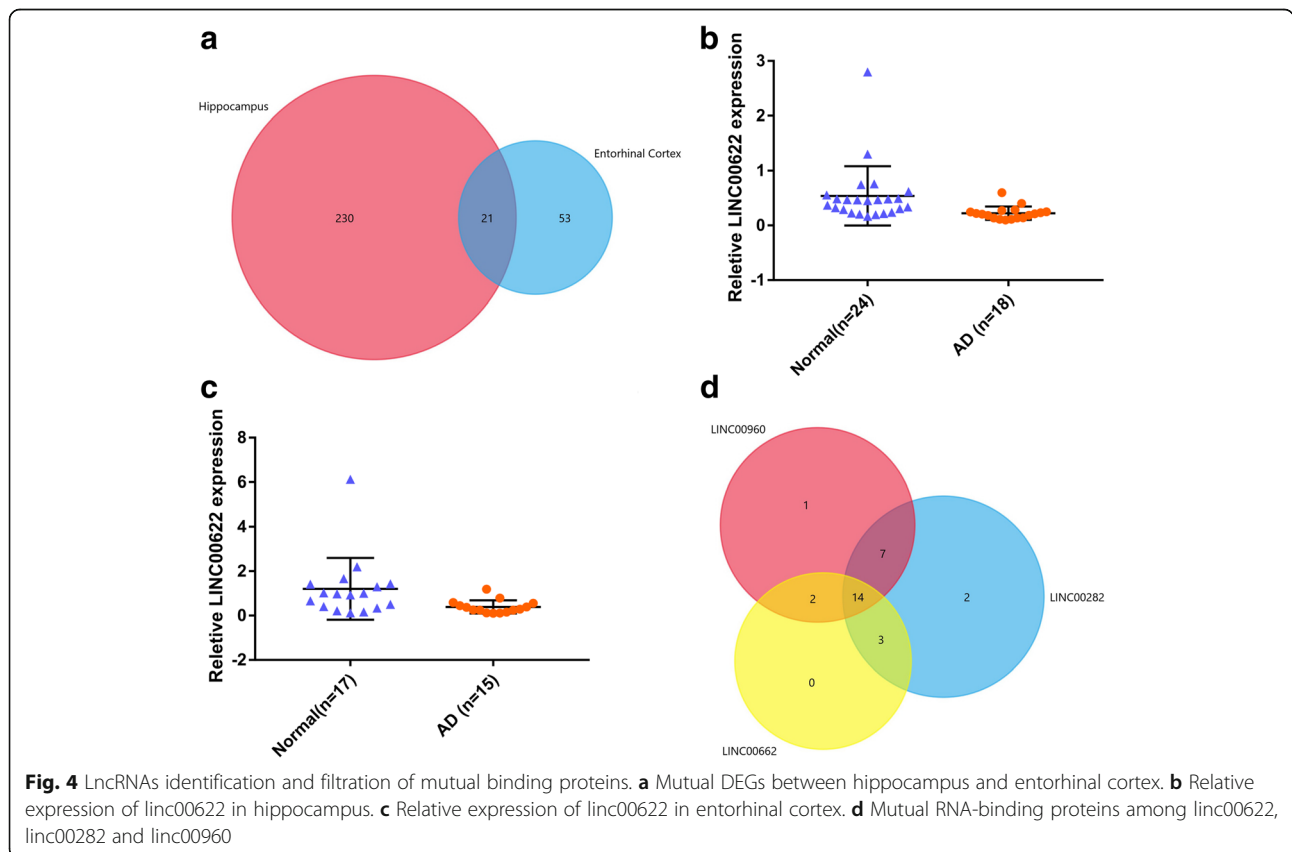 a
Hippocampus
Entorhinal Cortex
230
21
53
b
Reletive LINC00622 expression
3
2
1
0
-1
Normal(n=24)
AD (n=18)
c
Reletive LINC00622 expression
8
6
4
2
0
-2
Normal(n=17)
AD (n=15)
d
LINC00960
1
7
2
14
2
LINC00282
3
0
LINC00662
Fig. 4 LncRNAs identification and filtration of mutual binding proteins. a Mutual DEGs between hippocampus and entorhinal cortex. b Relative
expression of linc00622 in hippocampus. c Relative expression of linc00622 in entorhinal cortex. d Mutual RNA-binding proteins among linc00622,
linc00282 and linc00960